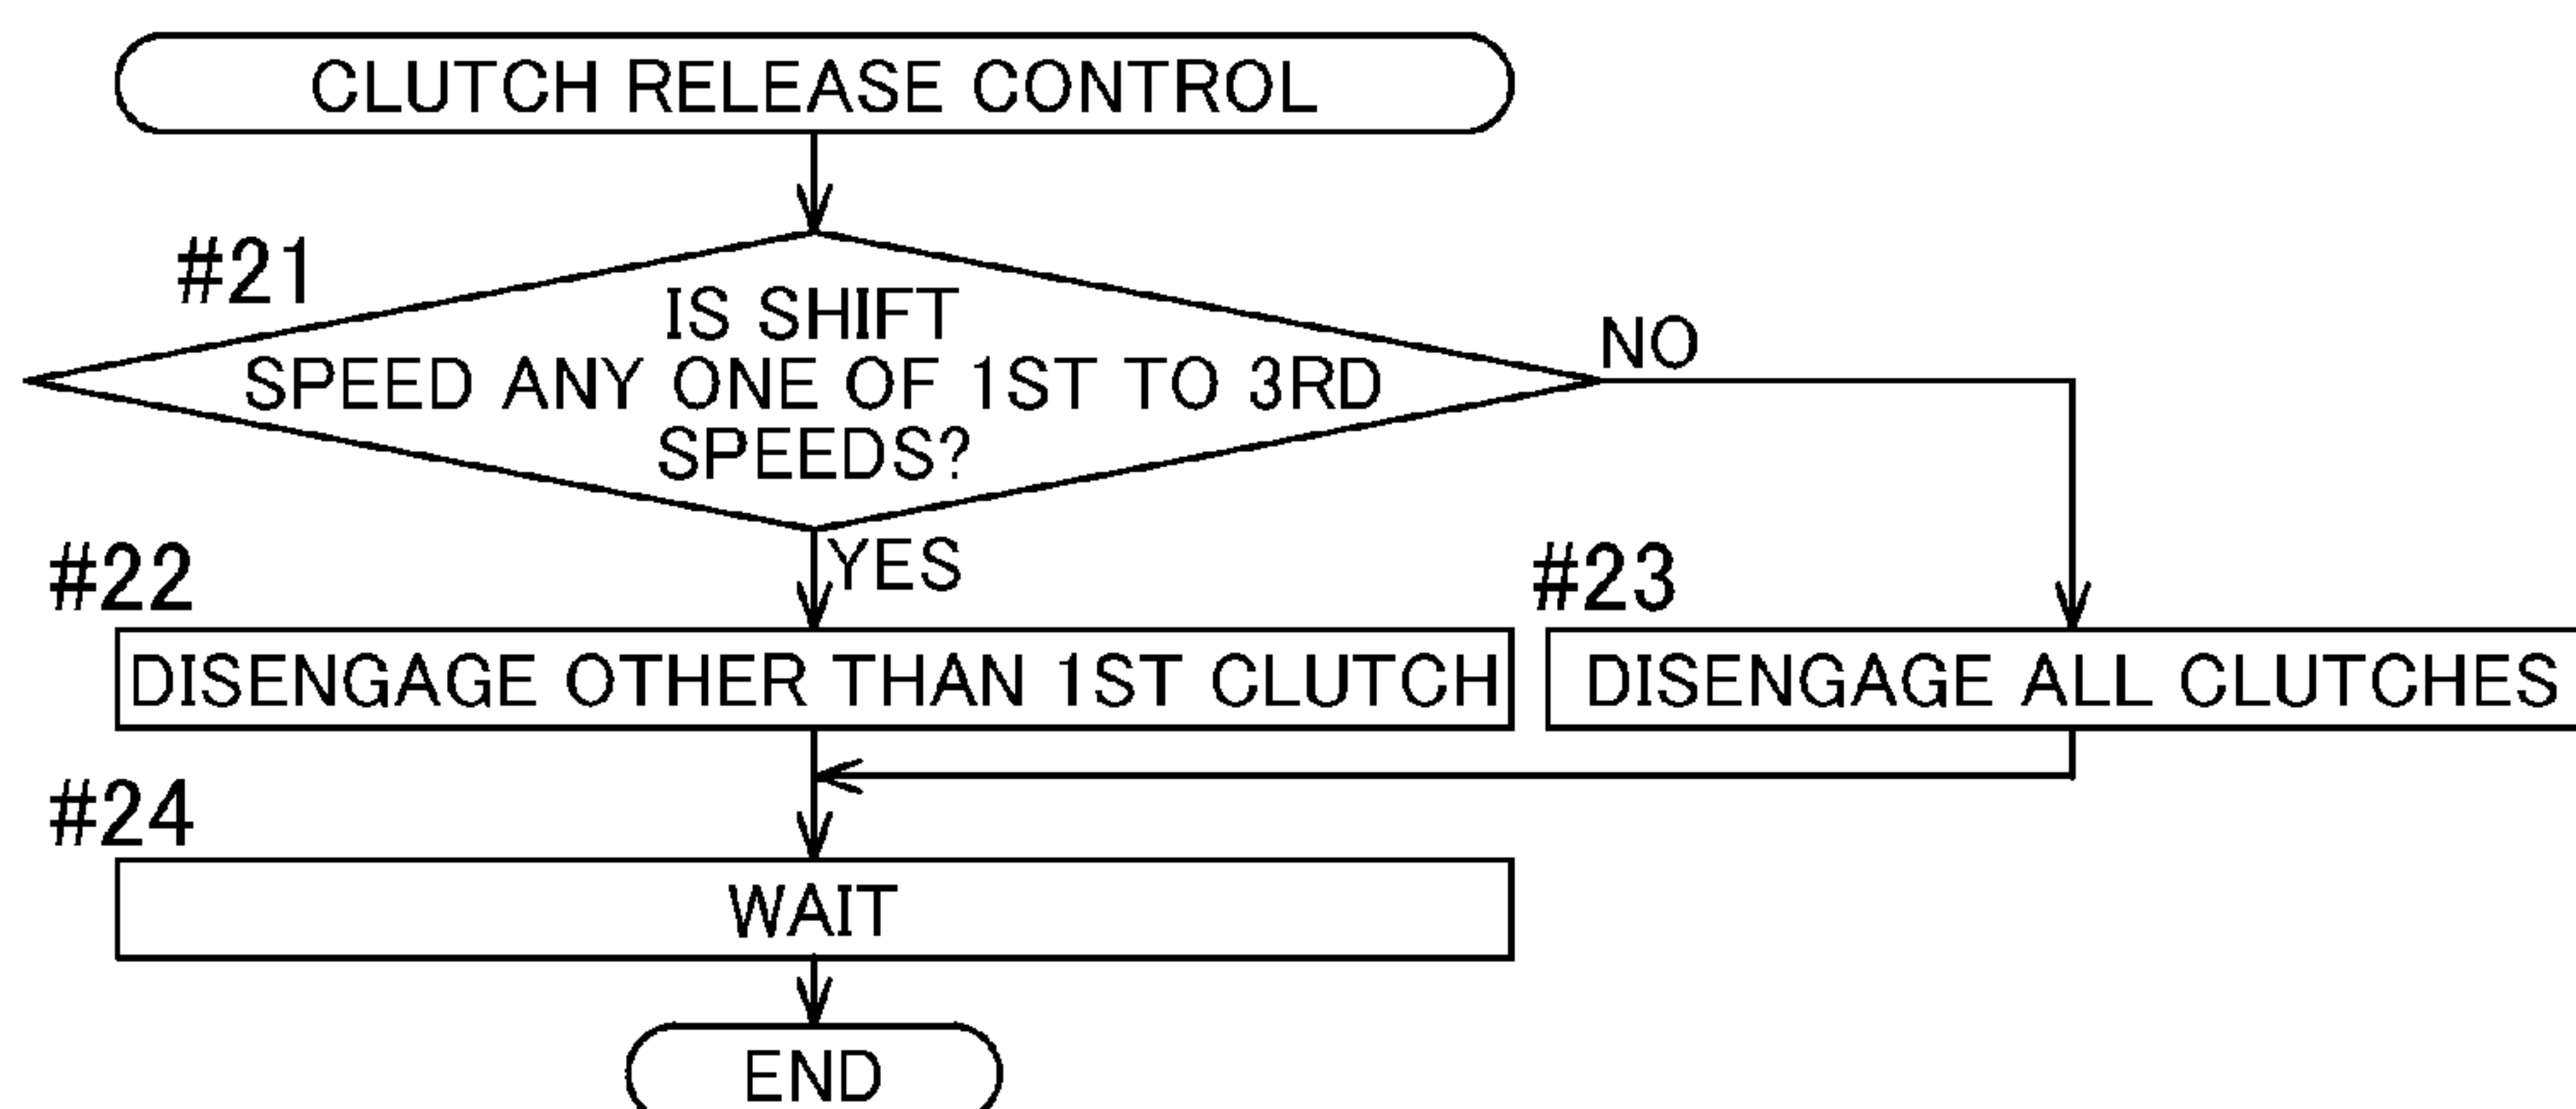 CLUTCH RELEASE CONTROL
#21
IS SHIFT
SPEED ANY ONE OF 1ST TO 3RD
SPEEDS?
NO
YES
#22
DISENGAGE OTHER THAN 1ST CLUTCH
#23
DISENGAGE ALL CLUTCHES
#24
WAIT
END